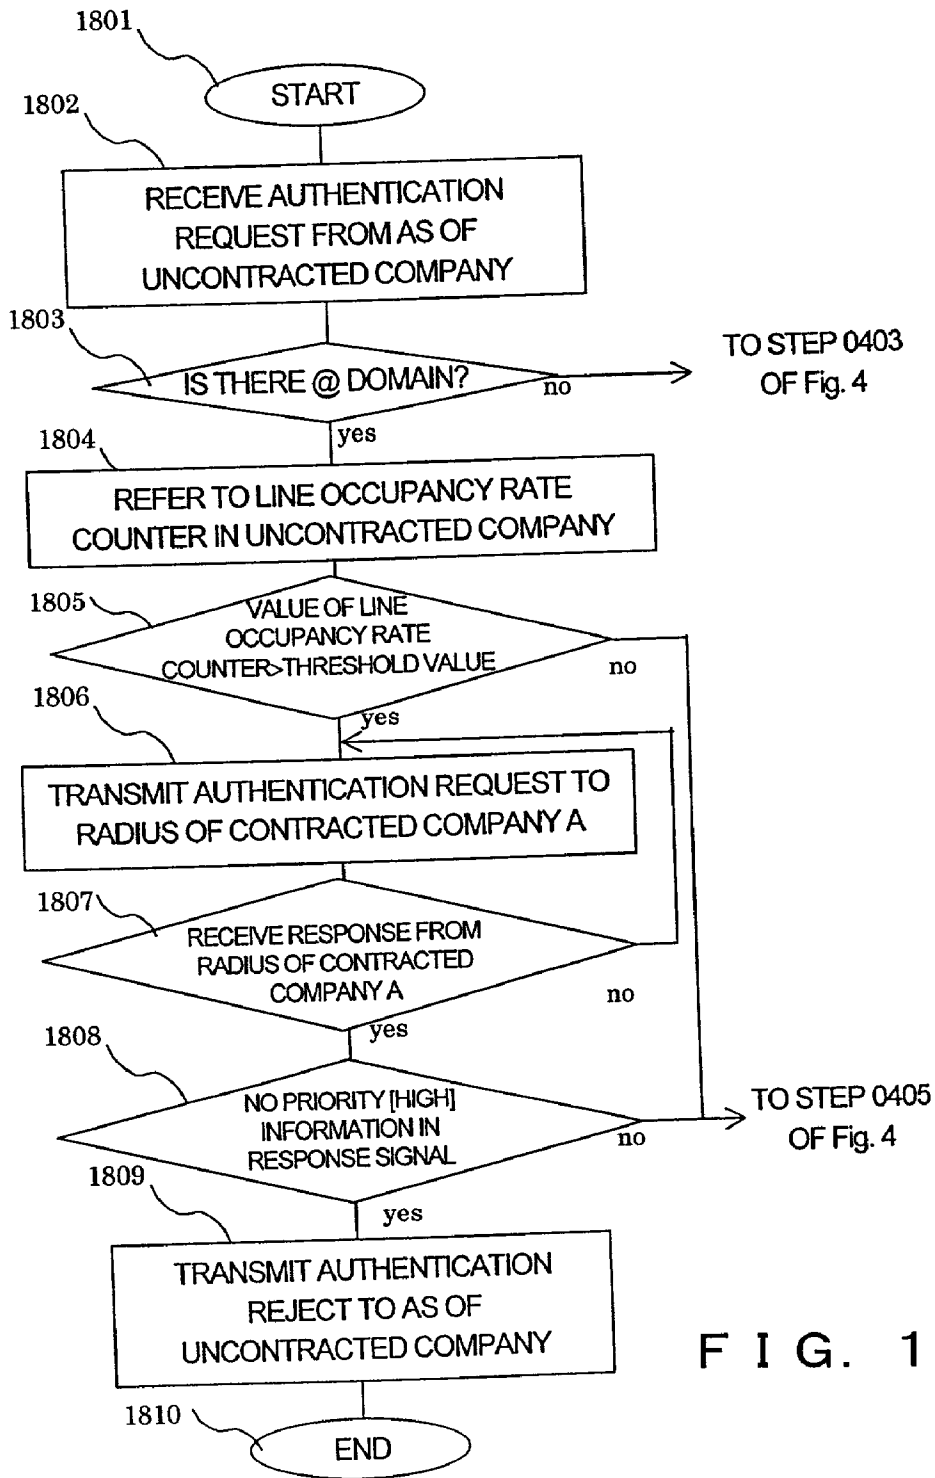 1801
START
1802
RECEIVE AUTHENTICATION
REQUEST FROM AS OF
UNCONTRACTED COMPANY
1803
IS THERE @ DOMAIN?
no
TO STEP 0403
OF Fig. 4
yes
1804
REFER TO LINE OCCUPANCY RATE
COUNTER IN UNCONTRACTED COMPANY
1805
VALUE OF LINE
OCCUPANCY RATE
COUNTER>THRESHOLD VALUE
no
yes
1806
TRANSMIT AUTHENTICATION REQUEST TO
RADIUS OF CONTRACTED COMPANY A
1807
RECEIVE RESPONSE FROM
RADIUS OF CONTRACTED
COMPANY A
no
yes
1808
NO PRIORITY [HIGH]
INFORMATION IN
RESPONSE SIGNAL
no
TO STEP 0405
OF Fig. 4
yes
1809
TRANSMIT AUTHENTICATION
REJECT TO AS OF
UNCONTRACTED COMPANY
FIG. 1
1810
END